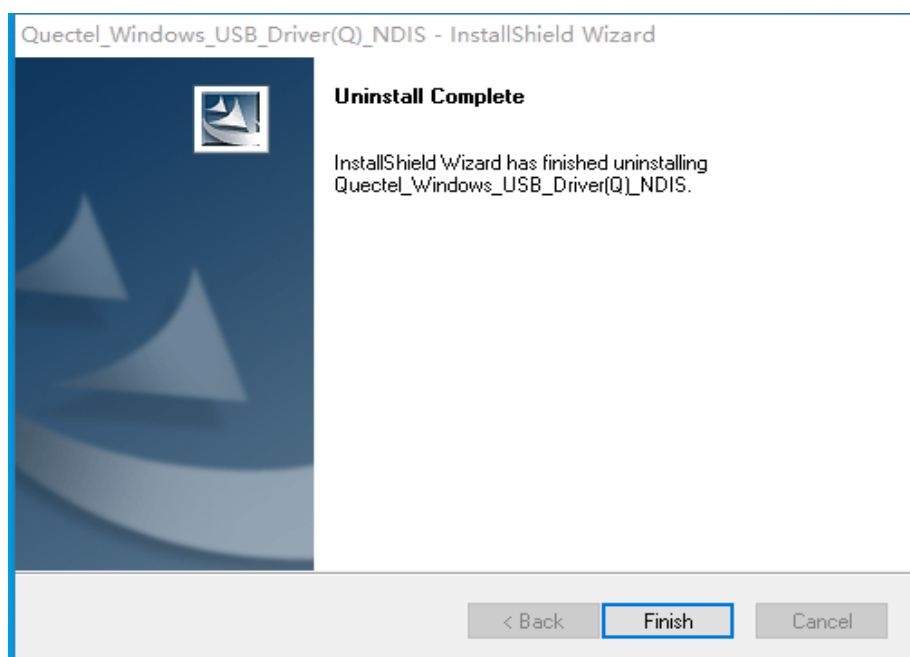 Quectel_Windows_USB_Driver(Q)_NDIS - InstallShield Wizard
Uninstall Complete
InstallShield Wizard has finished uninstalling
Quectel_Windows_USB_Driver(Q)_NDIS.
< Back
Finish
Cancel